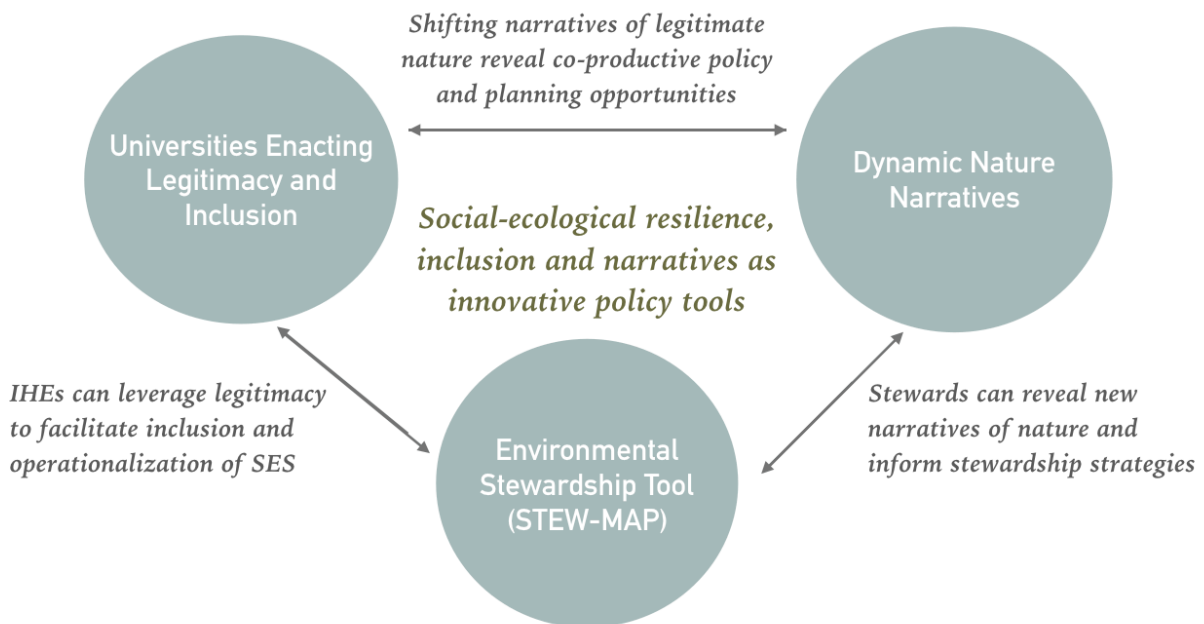 Shifting narratives of legitimate
nature reveal co-productive policy
and planning opportunities
Universities Enacting
Legitimacy and
Inclusion
Dynamic Nature
Narratives
Social-ecological resilience,
inclusion and narratives as
innovative policy tools
IHEs can leverage legitimacy
to facilitate inclusion and
operationalization of SES
Stewards can reveal new
narratives of nature and
inform stewardship strategies
Environmental
Stewardship Tool
(STEW-MAP)